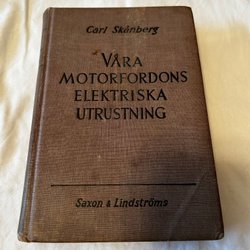 Carl Skånberg
VÅRA
MOTORFORDONS
ELEKTRISKA
UTRUSTNING
Saxon & Lindströms